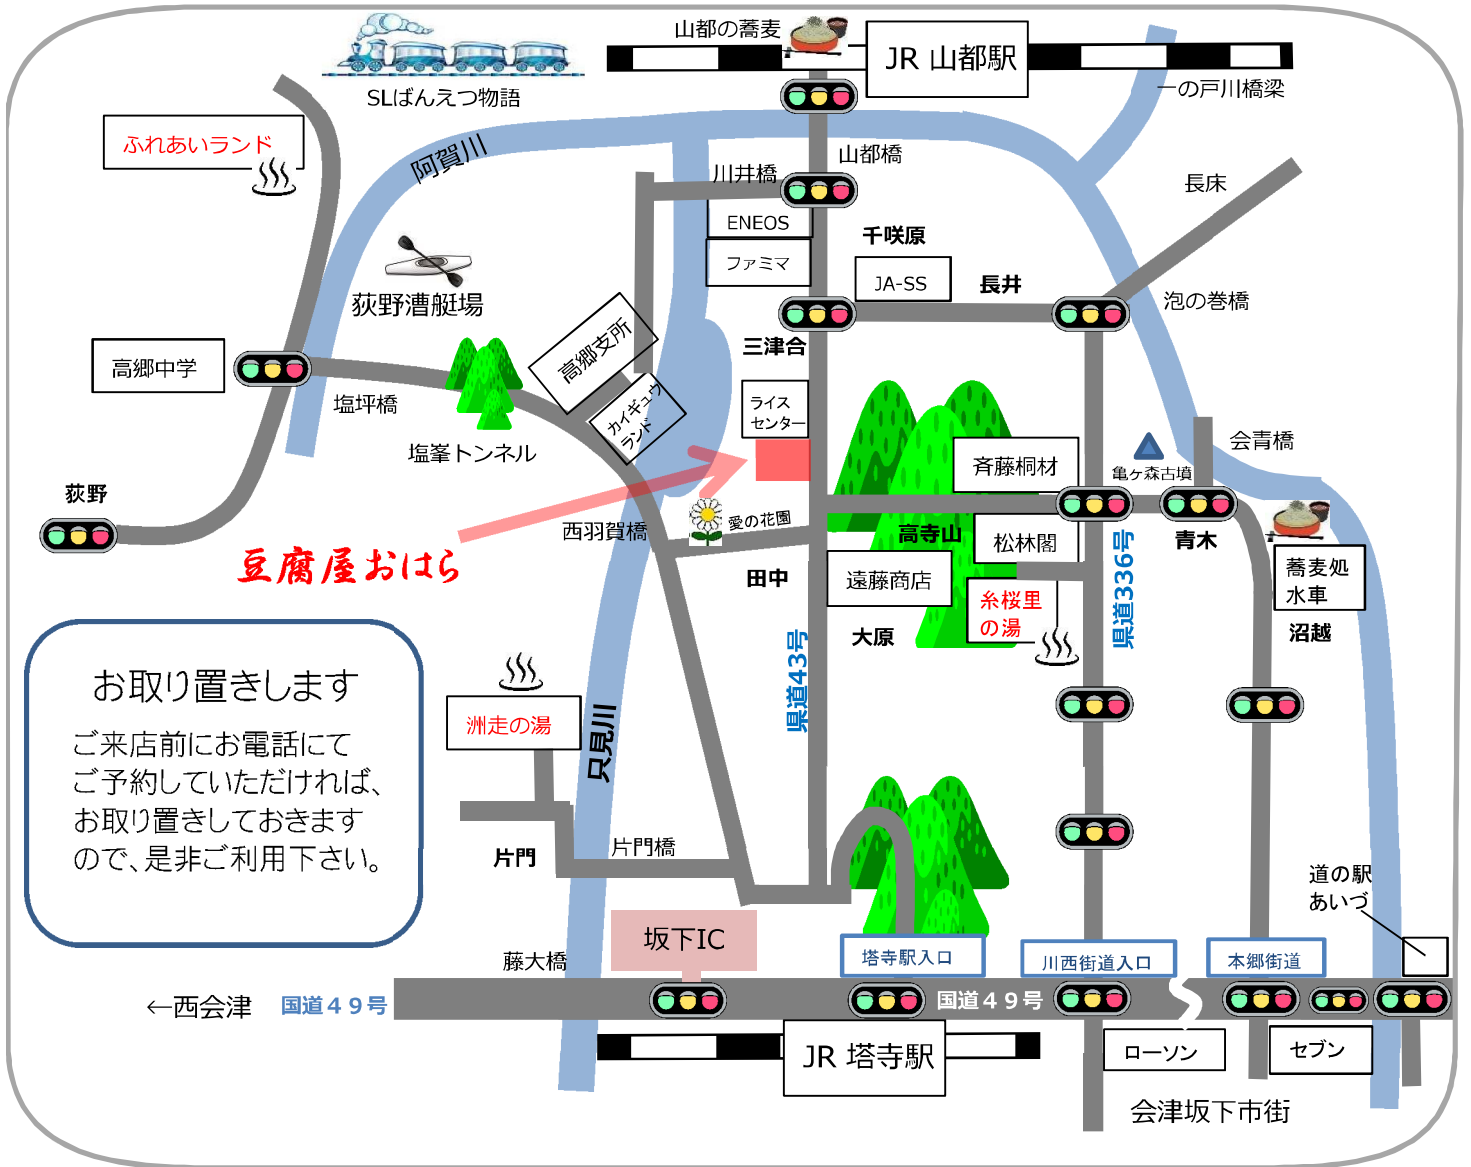 山都の蕎麦
JR 山都駅
SLばんえつ物語
一の戸川橋梁
ふれあいランド
阿賀川
山都橋
川井橋
長床
ENEOS
千咲原
ファミマ
JA-SS
長井
泡の巻橋
荻野漕艇場
高郷支所
三津合
高郷中学
塩坪橋
カイギュウ
ランド
ライス
センター
塩峯トンネル
会青橋
斉藤桐材
亀ヶ森古墳
荻野
西羽賀橋
愛の花園
高寺山
松林閣
青木
豆腐屋おはら
田中
遠藤商店
県道336号
蕎麦処
水車
糸桜里
の湯
大原
沼越
県道43号
お取り置きします
洲走の湯
只見川
ご来店前にお電話にて
ご予約していただければ、
お取り置きしておきます
ので、是非ご利用下さい。
片門
片門橋
道の駅
あいづ
坂下IC
藤大橋
塔寺駅入口
川西街道入口
本郷街道
←西会津
国道49号
国道49号
JR 塔寺駅
ローソン
セブン
会津坂下市街